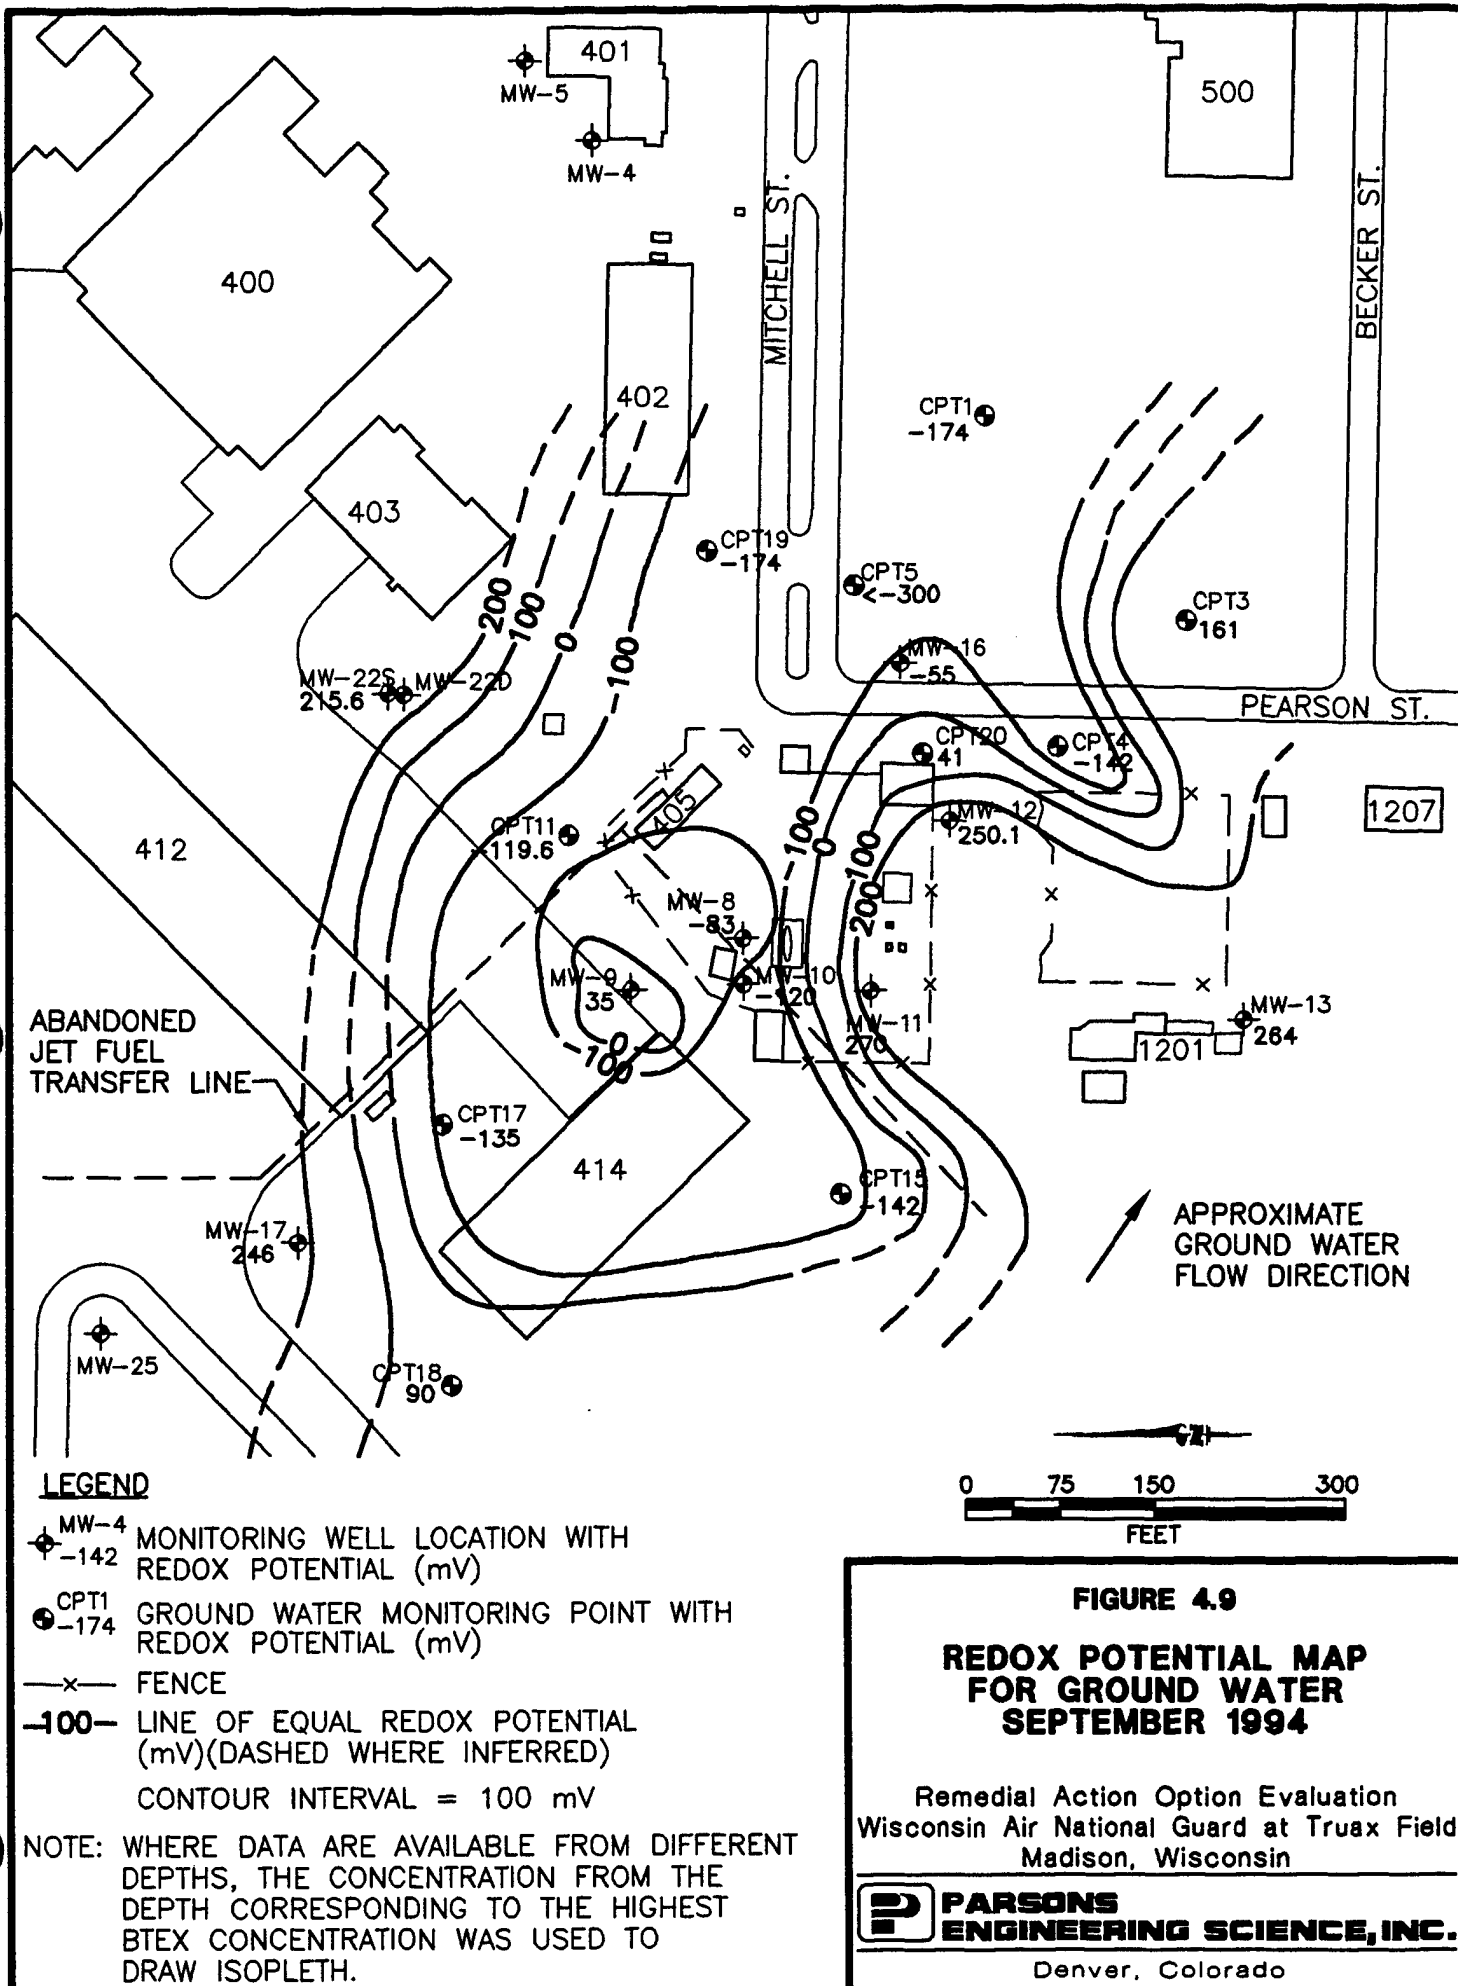 401
MW-5
MW-4
500
MITCHELL ST.
BECKER ST.
400
402
CPT1
-174
403
CPT19
-174
CPT5
<-300
CPT3
161
200
100
0
-100
MW-16
-55
MW-22S
215.6
MW-22D
PEARSON ST.
CPT20
41
CPT4
-142
405
CPT11
-119.6
MW-12
250.1
1207
412
-100
0
100
200
MW-8
-83
MW-9
35
MW-10
-120
MW-11
270
MW-13
264
1201
0
-100
ABANDONED
JET FUEL
TRANSFER LINE
CPT17
-135
414
CPT15
-142
MW-17
246
APPROXIMATE
GROUND WATER
FLOW DIRECTION
MW-25
CPT18
90
LEGEND
0 75 150 300
FEET
MW-4
-142
MONITORING WELL LOCATION WITH
REDOX POTENTIAL (mV)
CPT1
-174
GROUND WATER MONITORING POINT WITH
REDOX POTENTIAL (mV)
—x— FENCE
—100— LINE OF EQUAL REDOX POTENTIAL
(mV)(DASHED WHERE INFERRED)
CONTOUR INTERVAL = 100 mV
NOTE: WHERE DATA ARE AVAILABLE FROM DIFFERENT
DEPTHS, THE CONCENTRATION FROM THE
DEPTH CORRESPONDING TO THE HIGHEST
BTEX CONCENTRATION WAS USED TO
DRAW ISOPLETH.
FIGURE 4.9
REDOX POTENTIAL MAP
FOR GROUND WATER
SEPTEMBER 1994
Remedial Action Option Evaluation
Wisconsin Air National Guard at Truax Field
Madison, Wisconsin
PARSONS
ENGINEERING SCIENCE, INC.
Denver, Colorado